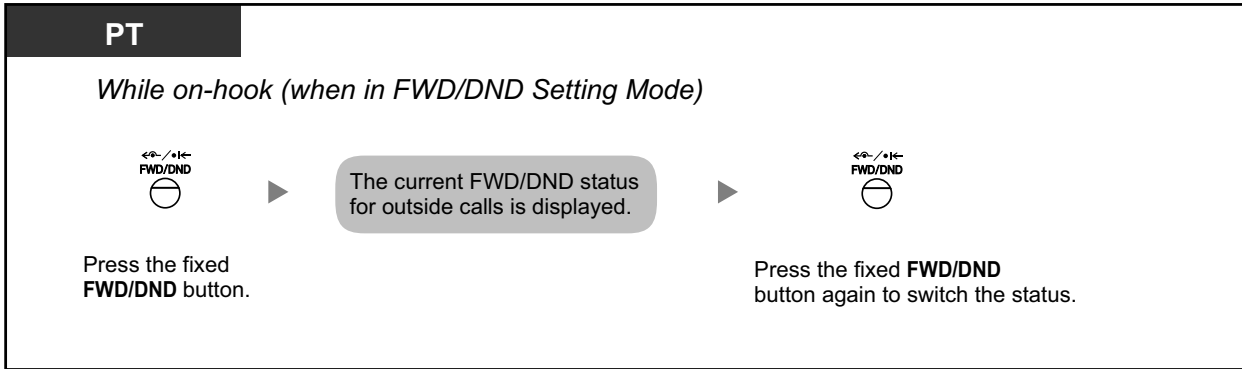 PT
While on-hook (when in FWD/DND Setting Mode)
FWD/DND
The current FWD/DND status
for outside calls is displayed.
FWD/DND
Press the fixed
FWD/DND button.
Press the fixed FWD/DND
button again to switch the status.